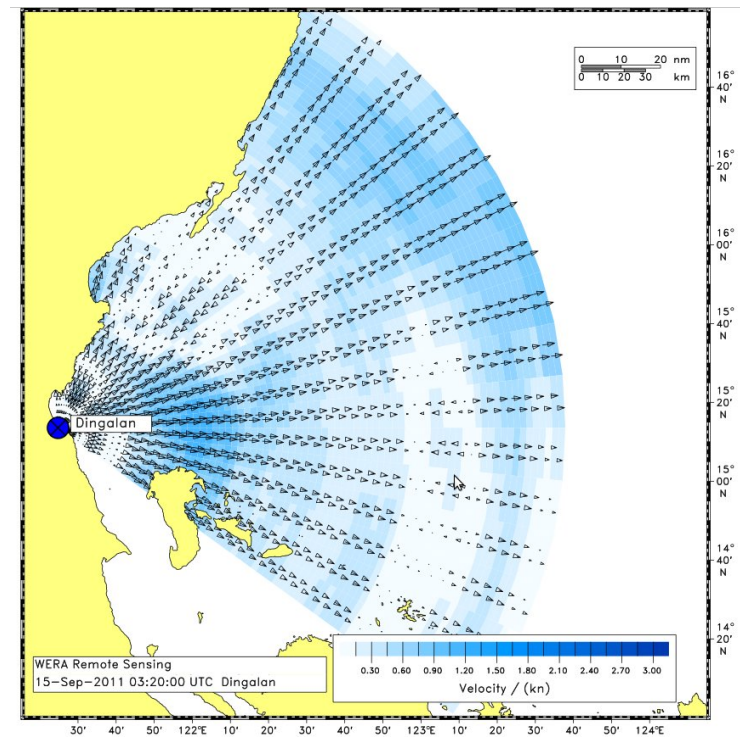 0 10 20 nm
0 10 20 30 km
16°
40'
N
16°
20'
N
16°
00'
N
15°
40'
N
15°
20'
N
15°
00'
N
14°
40'
N
14°
20'
N
Dingalan
WERA Remote Sensing
15-Sep-2011 03:20:00 UTC Dingalan
0.30 0.60 0.90 1.20 1.50 1.80 2.10 2.40 2.70 3.00
Velocity / (kn)
30' 40' 50' 122°E 10' 20' 30' 40' 50' 123°E 10' 20' 30' 40' 50' 124°E